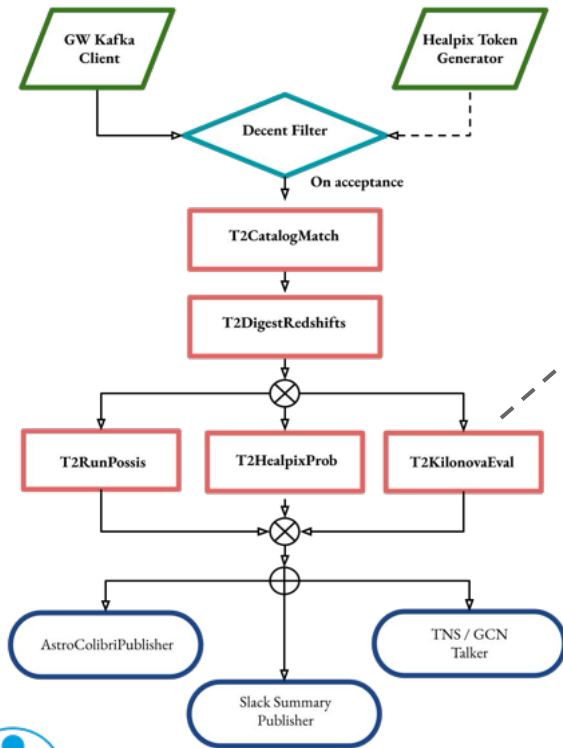 GW Kafka
Client
Healpix Token
Generator
Decent Filter
On acceptance
T2CatalogMatch
T2DigestRedshifts
T2RunPossis
T2HealpixProb
T2KilonovaEval
AstroColibriPublisher
TNS / GCN
Talker
Slack Summary
Publisher